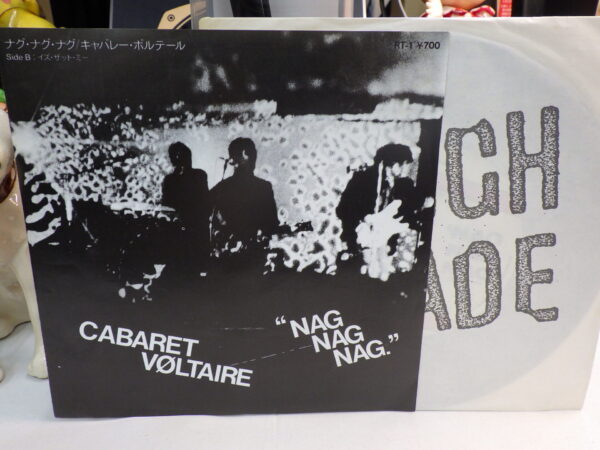 ナグ・ナグ・ナグ/キャバレー・ボルテール
Side B:イズ・ザット・ミー
RT-1 ¥700
GH
ADE
CABARET
VØLTAIRE
“NAG
NAG
NAG.”